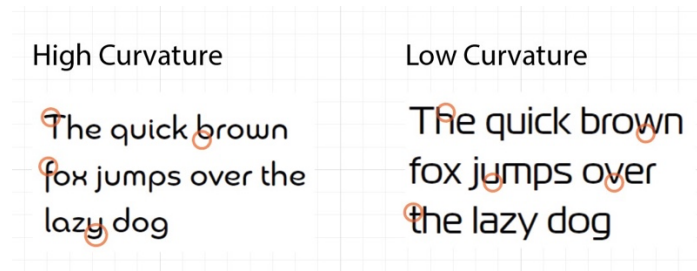 High Curvature
The quick brown
fox jumps over the
lazy dog
Low Curvature
The quick brown
fox jumps over
the lazy dog